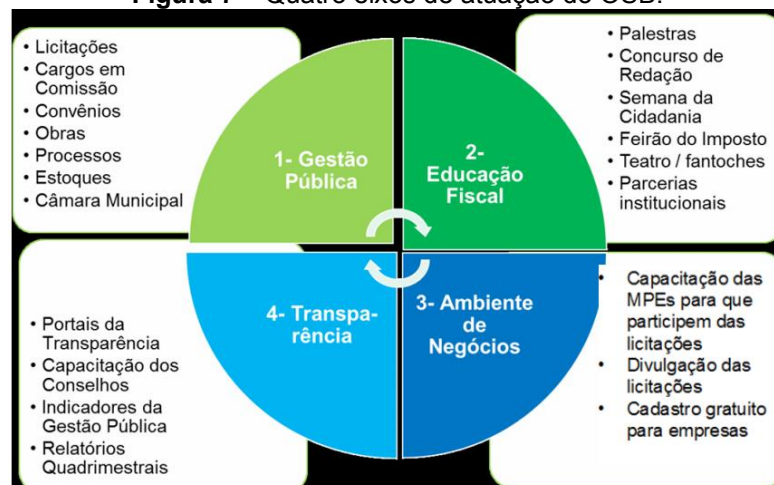 • Licitações
• Cargos em
Comissão
• Convênios
• Obras
• Processos
• Estoques
• Câmara Municipal
1- Gestão
Pública
2-
Educação
Fiscal
• Palestras
• Concurso de
Redação
• Semana da
Cidadania
• Feirão do Imposto
• Teatro / fantoches
• Parcerias
institucionais
• Portais da
Transparência
• Capacitação dos
Conselhos
• Indicadores da
Gestão Pública
• Relatórios
Quadrimestrais
4- Transpa-
rência
3- Ambiente
de
Negócios
• Capacitação das
MPEs para que
participem das
licitações
• Divulgação das
licitações
• Cadastro gratuito
para empresas